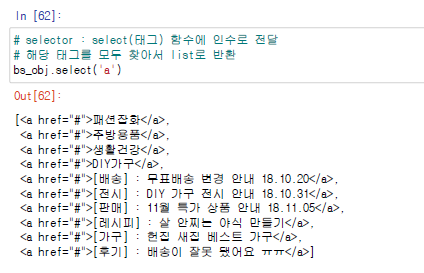 In [62]:
# selector : select(태그) 함수에 인수로 전달
# 해당 태그를 모두 찾아서 list로 반환
bs_obj.select('a')
Out[62]:
[<a href="#">패션잡화</a>,
<a href="#">주방용품</a>,
<a href="#">생활건강</a>,
<a href="#">DIY가구</a>,
<a href="#">[배송] : 무표배송 변경 안내 18.10.20</a>,
<a href="#">[전시] : DIY 가구 전시 안내 18.10.31</a>,
<a href="#">[판매] : 11월 특가 상품 안내 18.11.05</a>,
<a href="#">[레시피] : 살 안찌는 야식 만들기</a>,
<a href="#">[가구] : 헌집 새집 베스트 가구</a>,
<a href="#">[후기] : 배송이 잘못 됐어요 ㅠㅠ</a>]